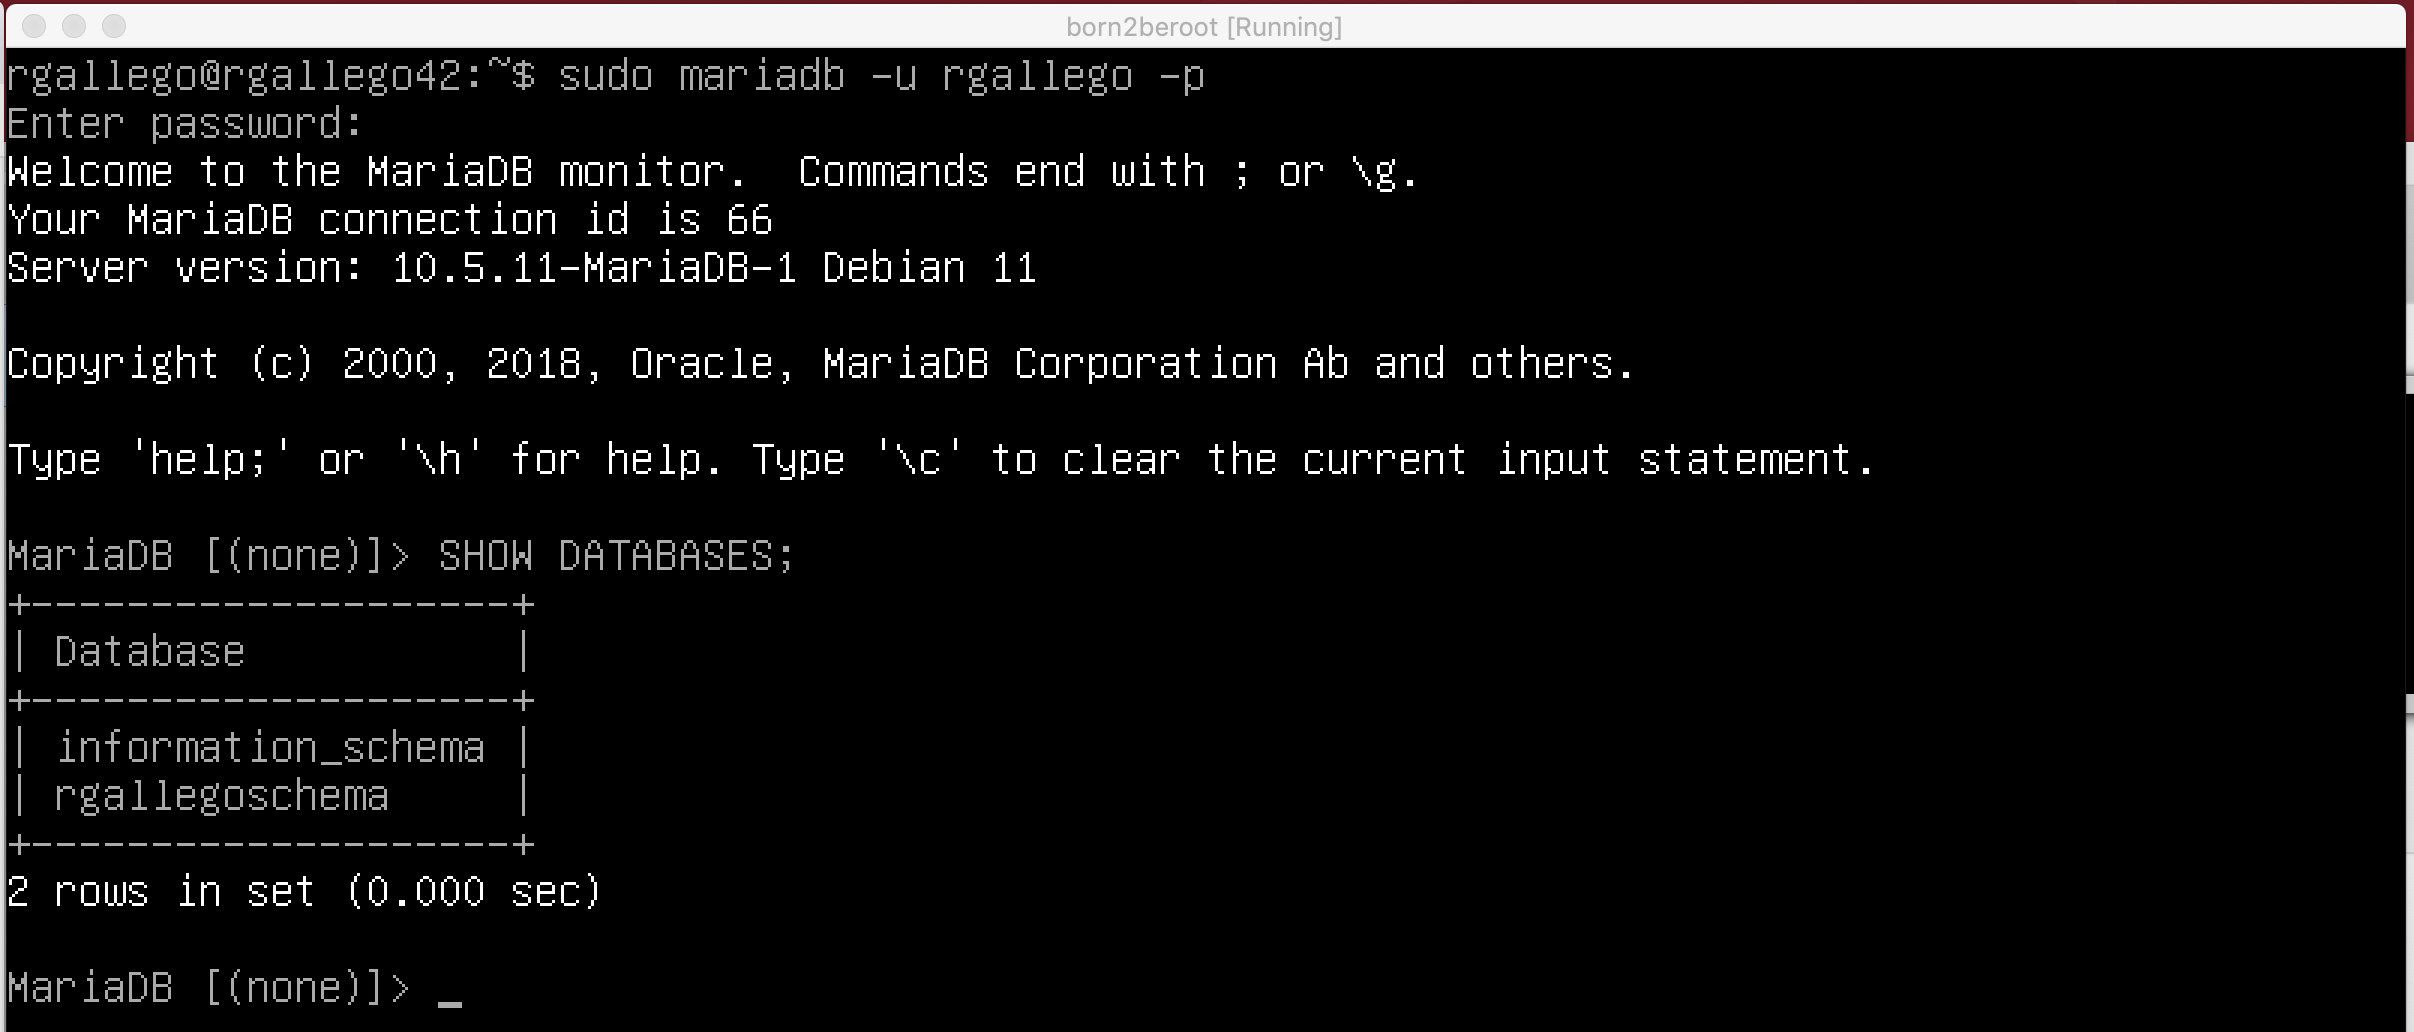 born2beroot [Running]
rgallego@rgallego42:~$ sudo mariadb -u rgallego -p
Enter password:
Welcome to the MariaDB monitor.  Commands end with ; or \g.
Your MariaDB connection id is 66
Server version: 10.5.11-MariaDB-1 Debian 11

Copyright (c) 2000, 2018, Oracle, MariaDB Corporation Ab and others.

Type 'help;' or '\h' for help. Type '\c' to clear the current input statement.

MariaDB [(none)]> SHOW DATABASES;
+--------------------+
| Database           |
+--------------------+
| information_schema |
| rgallegoschema     |
+--------------------+
2 rows in set (0.000 sec)

MariaDB [(none)]> _